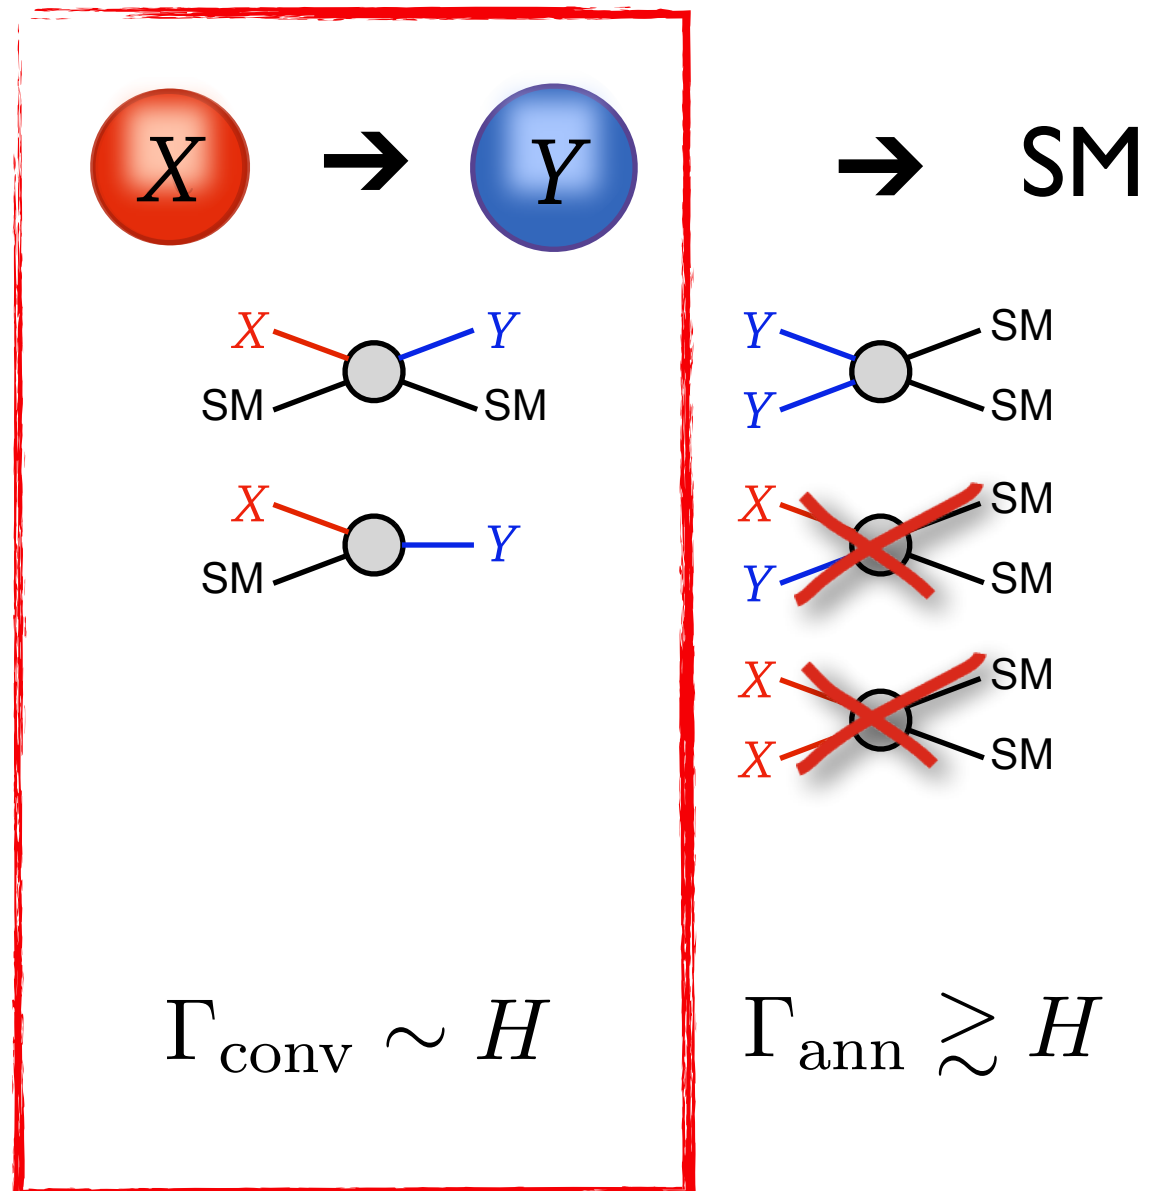 X → Y → SM
X Y
SM SM
X Y
SM
Γconv ∼ H
Y SM
Y SM
X SM
Y SM
X SM
X SM
Γann ≳ H